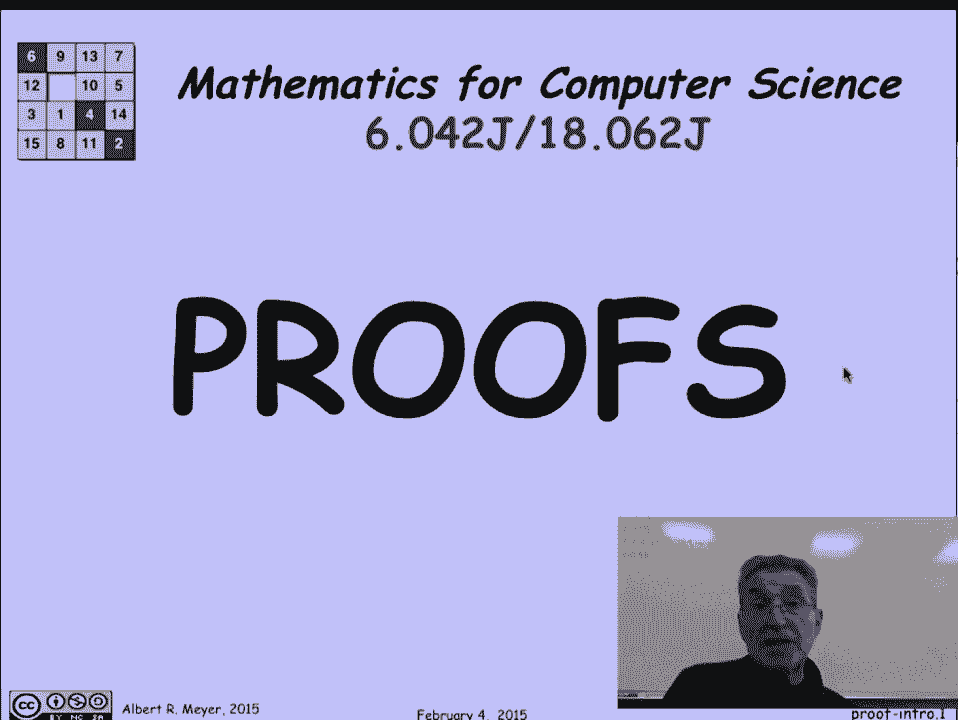 6 9 13 7
12 10 5
3 1 4 14
15 8 11 2
Mathematics for Computer Science
6.042J/18.062J
PROOFS
cc
BY NC SA
Albert R. Meyer, 2015
February 4, 2015
proof-intro.1